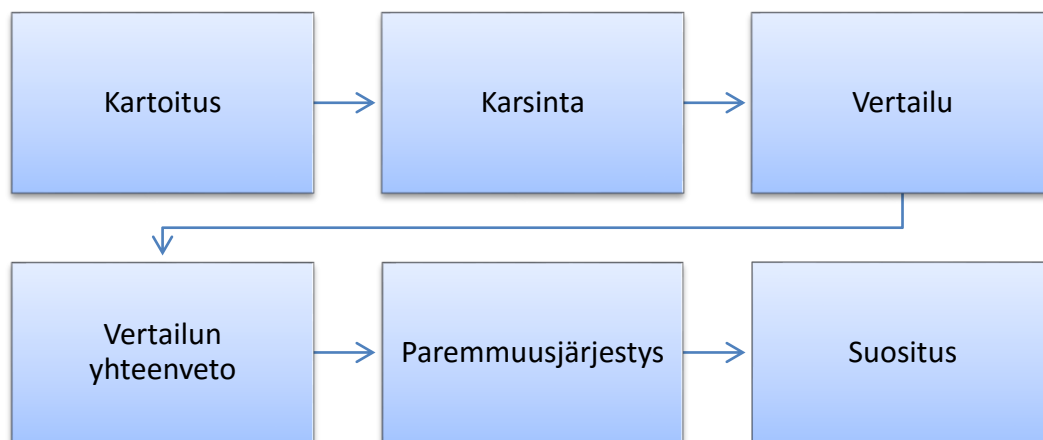 Kartoitus
Karsinta
Vertailu
Vertailun
yhteenveto
Paremmuusjärjestys
Suositus